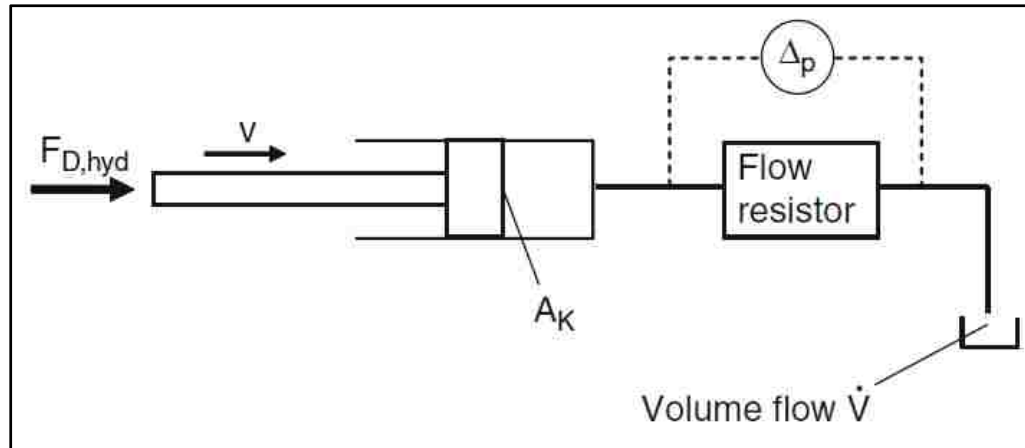 Δp
v
F_D,hyd
Flow
resistor
A_K
Volume flow V̇